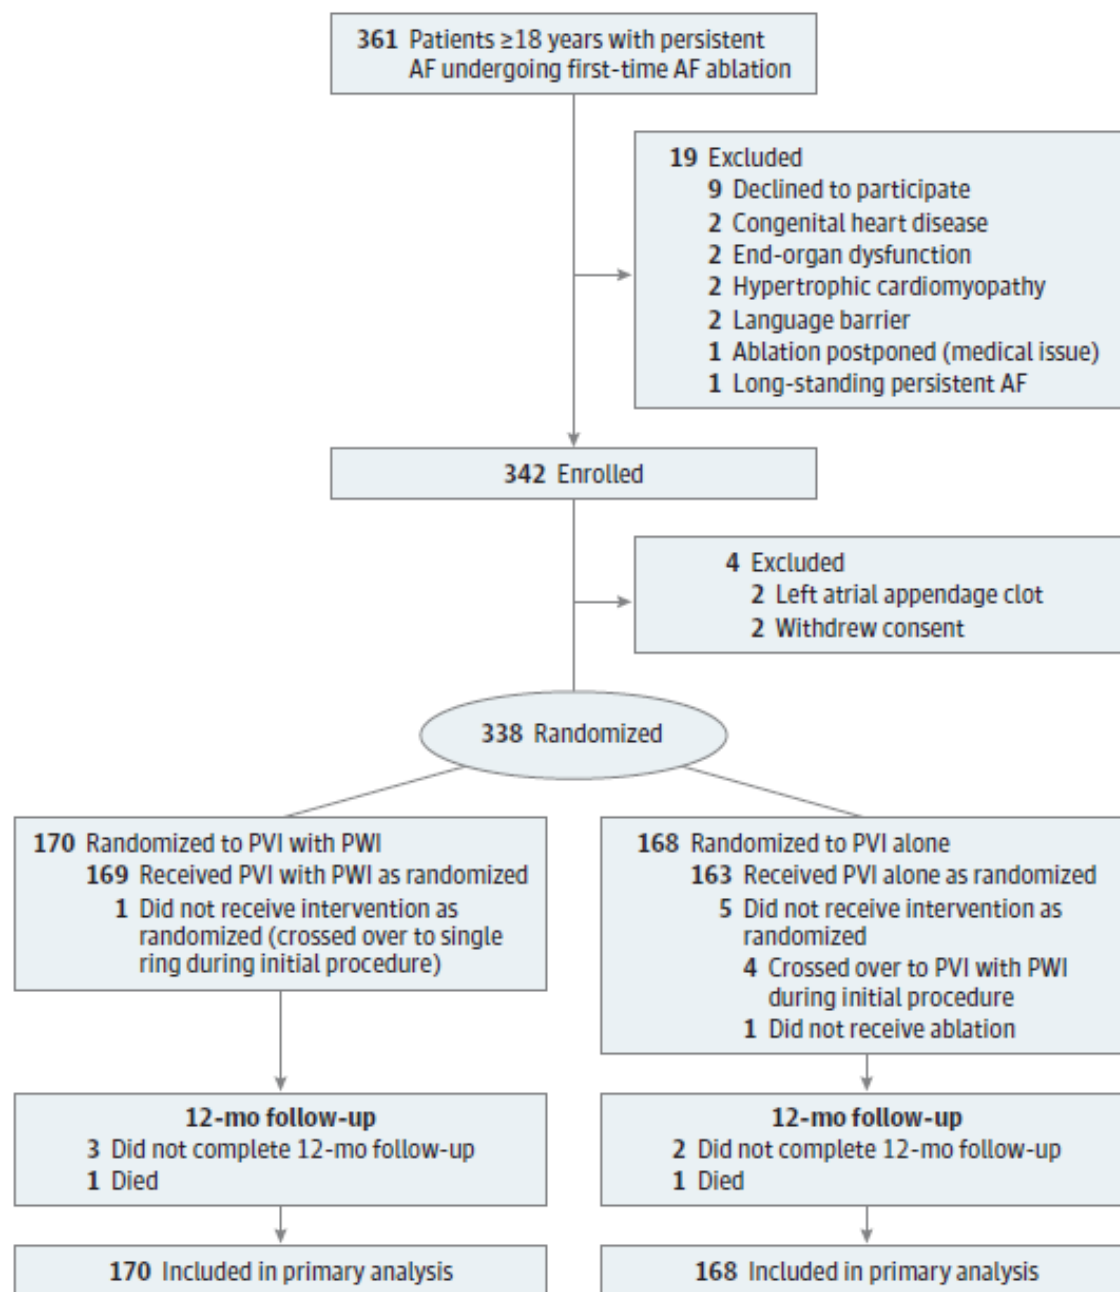 361 Patients ≥18 years with persistent
AF undergoing first-time AF ablation
19 Excluded
9 Declined to participate
2 Congenital heart disease
2 End-organ dysfunction
2 Hypertrophic cardiomyopathy
2 Language barrier
1 Ablation postponed (medical issue)
1 Long-standing persistent AF
342 Enrolled
4 Excluded
2 Left atrial appendage clot
2 Withdrew consent
338 Randomized
170 Randomized to PVI with PWI
169 Received PVI with PWI as randomized
1 Did not receive intervention as
randomized (crossed over to single
ring during initial procedure)
168 Randomized to PVI alone
163 Received PVI alone as randomized
5 Did not receive intervention as
randomized
4 Crossed over to PVI with PWI
during initial procedure
1 Did not receive ablation
12-mo follow-up
3 Did not complete 12-mo follow-up
1 Died
12-mo follow-up
2 Did not complete 12-mo follow-up
1 Died
170 Included in primary analysis
168 Included in primary analysis